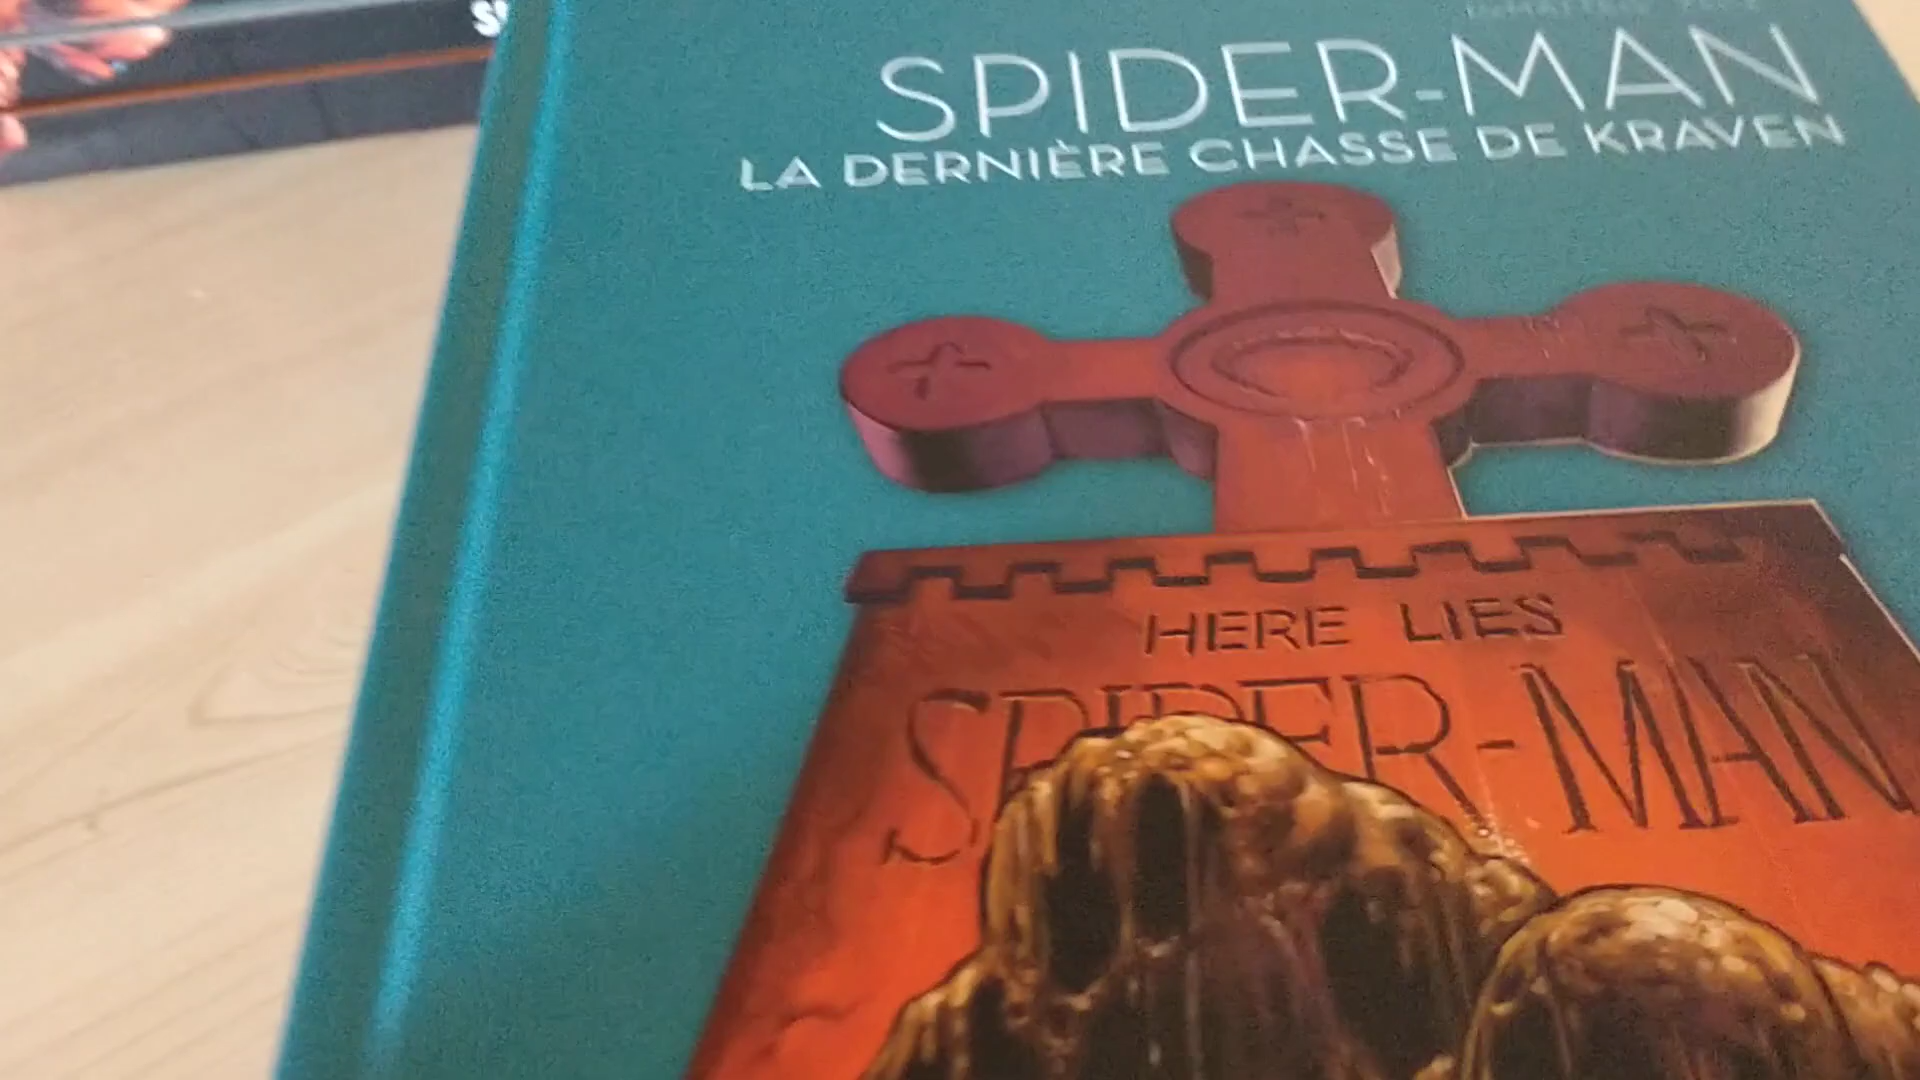 SPIDER-MAN
LA DERNIÈRE CHASSE DE KRAVEN
HERE LIES
SPIDER-MAN